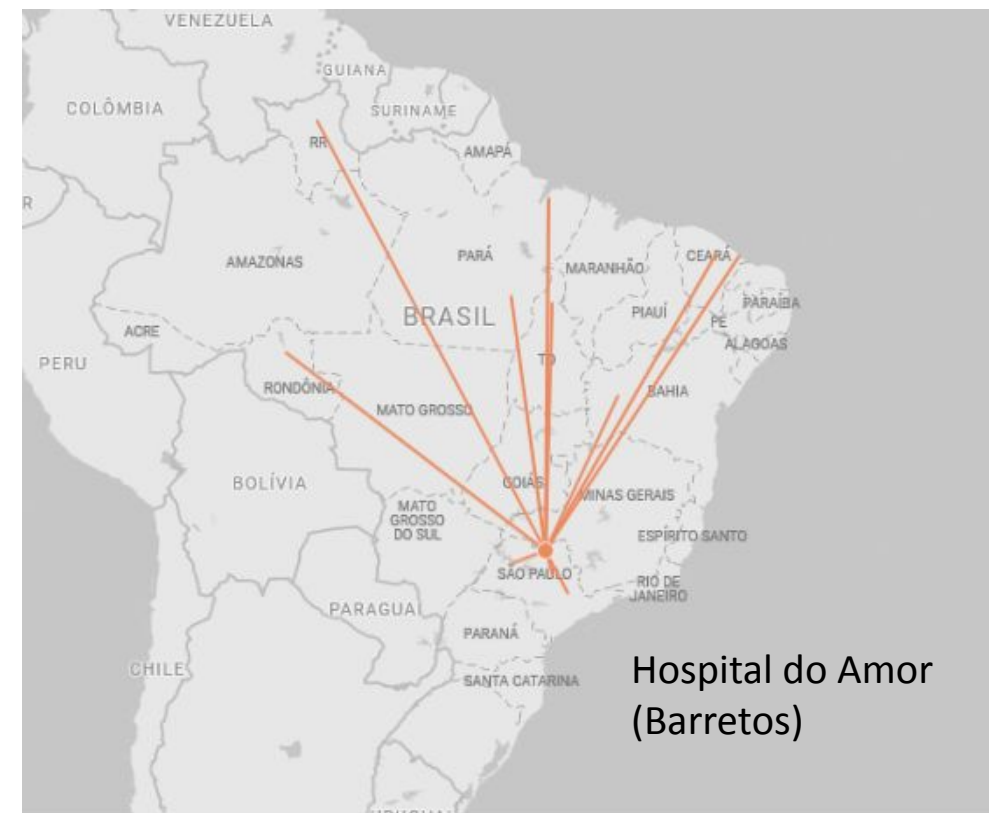 VENEZUELA
GUIANA
COLÔMBIA
SURINAME
RR
AMAPÁ
R
AMAZONAS
PARÁ
MARANHÃO
CEARÁ
BRASIL
PIAUÍ
PARAÍBA
PE
ACRE
TO
ALAGOAS
PERU
RONDÔNIA
MATO GROSSO
BAHIA
BOLÍVIA
GOIÁS
MINAS GERAIS
MATO
GROSSO
DO SUL
ESPÍRITO SANTO
SÃO PAULO
RIO DE
JANEIRO
PARAGUAI
PARANÁ
CHILE
SANTA CATARINA
Hospital do Amor
(Barretos)